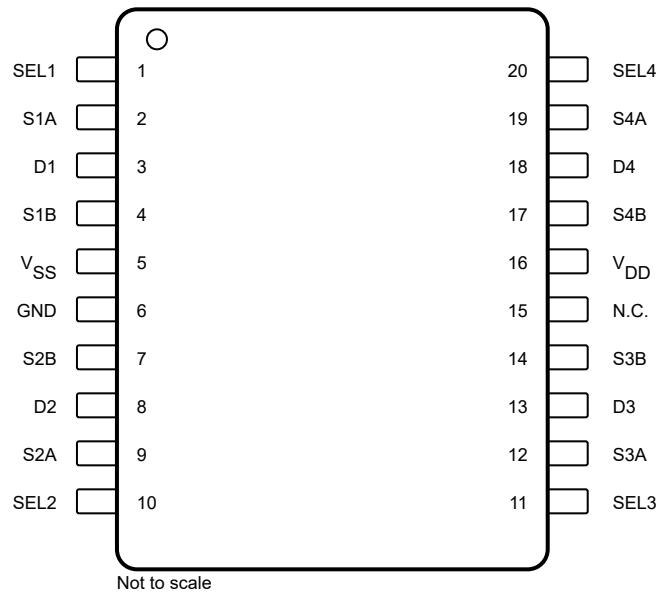 SEL1 1 20 SEL4
S1A 2 19 S4A
D1 3 18 D4
S1B 4 17 S4B
VSS 5 16 VDD
GND 6 15 N.C.
S2B 7 14 S3B
D2 8 13 D3
S2A 9 12 S3A
SEL2 10 11 SEL3
Not to scale